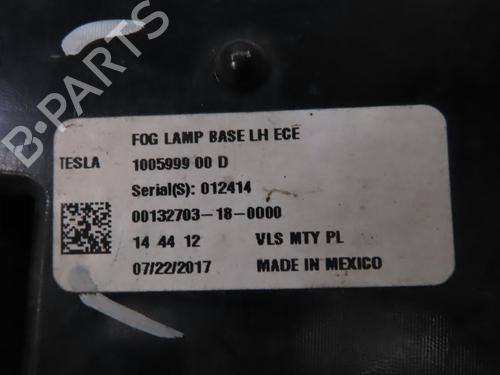 B-PARTS
FOG LAMP BASE LH ECE
TESLA 1005999 00 D
Serial(S): 012414
00132703-18-0000
14 44 12 VLS MTY PL
07/22/2017 MADE IN MEXICO